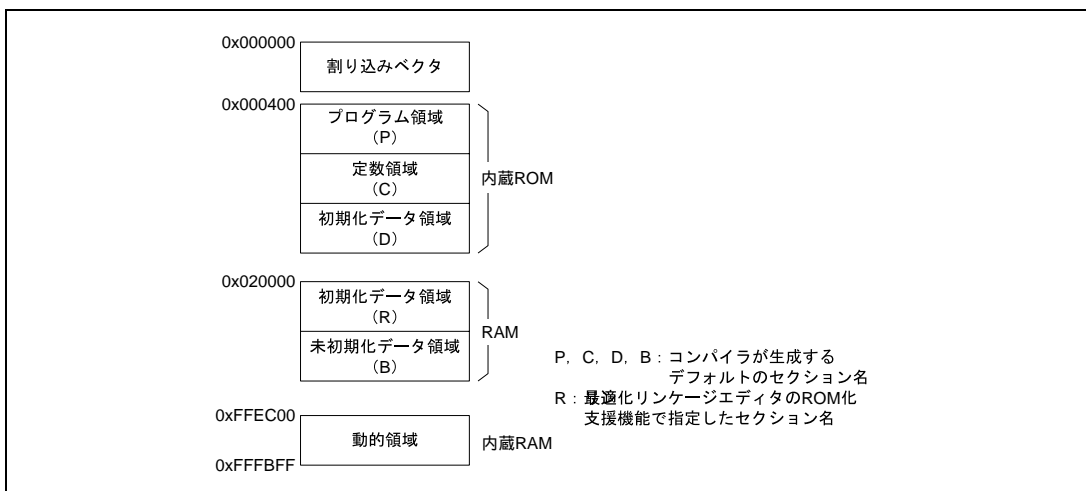 0x000000
割り込みベクタ
0x000400
プログラム領域
(P)
定数領域
(C)
初期化データ領域
(D)
内蔵ROM
0x020000
初期化データ領域
(R)
未初期化データ領域
(B)
RAM
P, C, D, B：コンパイラが生成する
デフォルトのセクション名
R：最適化リンケージエディタのROM化
支援機能で指定したセクション名
0xFFEC00
動的領域
内蔵RAM
0xFFFBFF